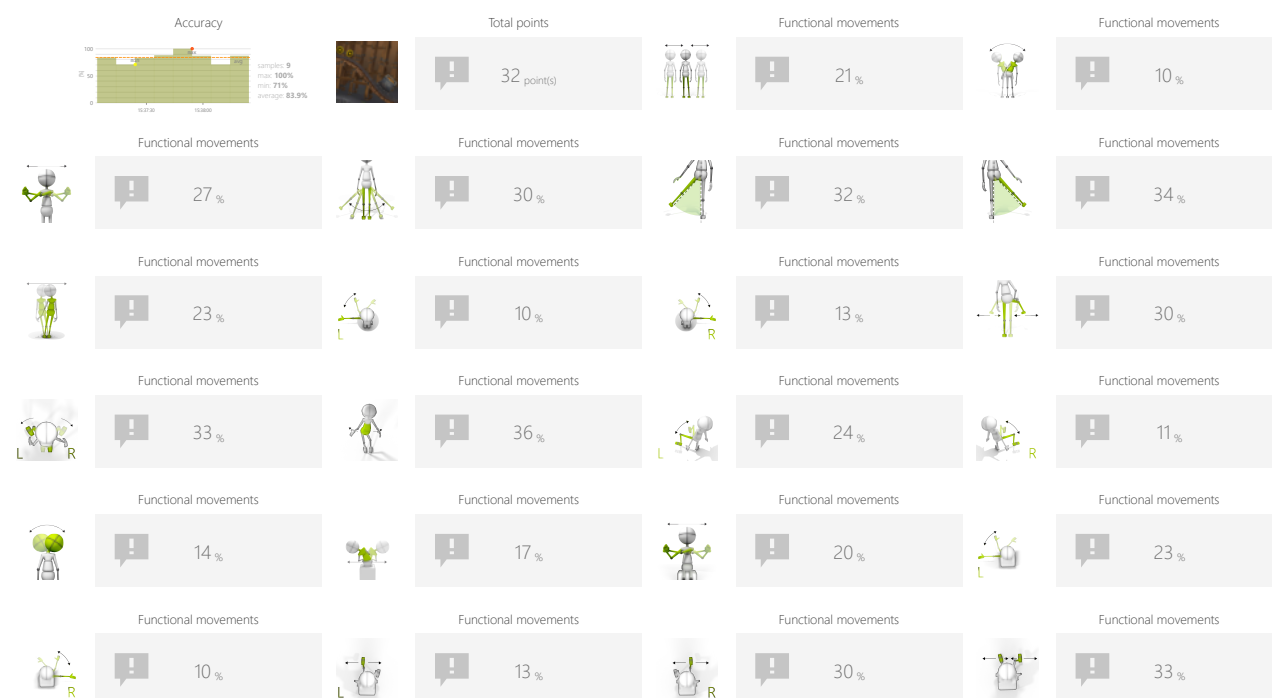 Accuracy
Total points
Functional movements
Functional movements
100
50
0
[%]
avg
samples: 9
max: 100%
min: 71%
average: 83.9%
13:28:00
32 point(s)
21 %
10 %
Functional movements
Functional movements
Functional movements
Functional movements
27 %
30 %
32 %
34 %
Functional movements
Functional movements
Functional movements
Functional movements
23 %
L
10 %
R
13 %
30 %
Functional movements
Functional movements
Functional movements
Functional movements
L R
33 %
36 %
L
24 %
R
11 %
Functional movements
Functional movements
Functional movements
Functional movements
14 %
17 %
20 %
L
23 %
Functional movements
Functional movements
Functional movements
Functional movements
R
10 %
L
13 %
R
30 %
33 %